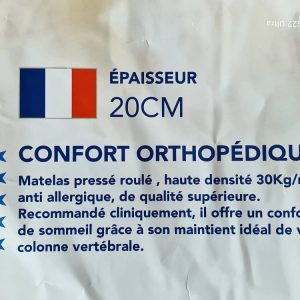 ÉPAISSEUR
20CM
CONFORT ORTHOPÉDIQU
Matelas pressé roulé , haute densité 30Kg/m
anti allergique, de qualité supérieure.
Recommandé cliniquement, il offre un confo
de sommeil grâce à son maintient idéal de v
colonne vertébrale.